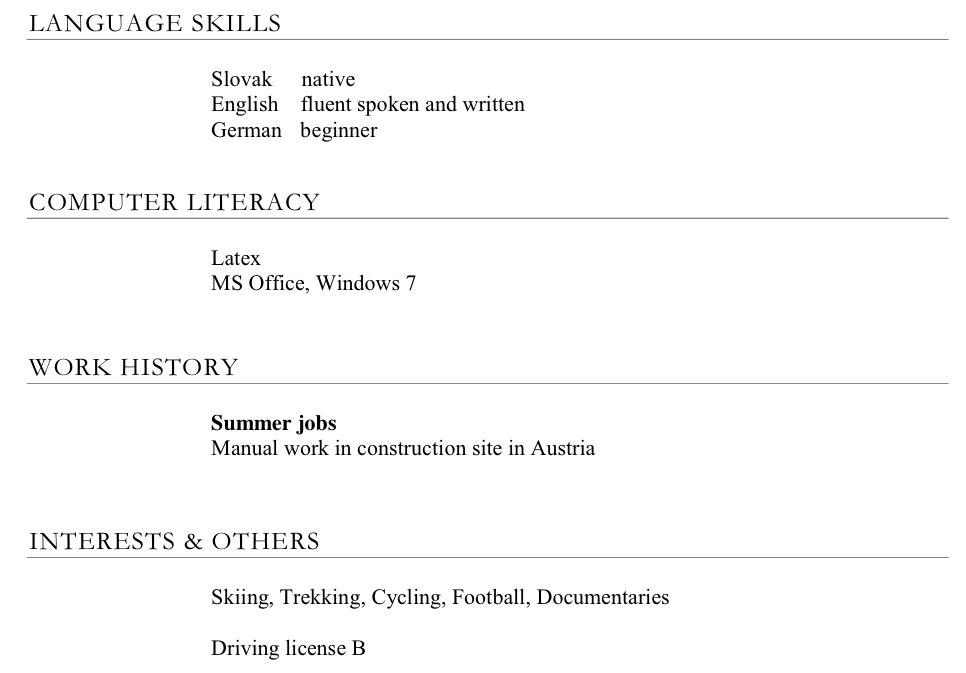 LANGUAGE SKILLS
Slovak native
English fluent spoken and written
German beginner
COMPUTER LITERACY
Latex
MS Office, Windows 7
WORK HISTORY
Summer jobs
Manual work in construction site in Austria
INTERESTS & OTHERS
Skiing, Trekking, Cycling, Football, Documentaries
Driving license B